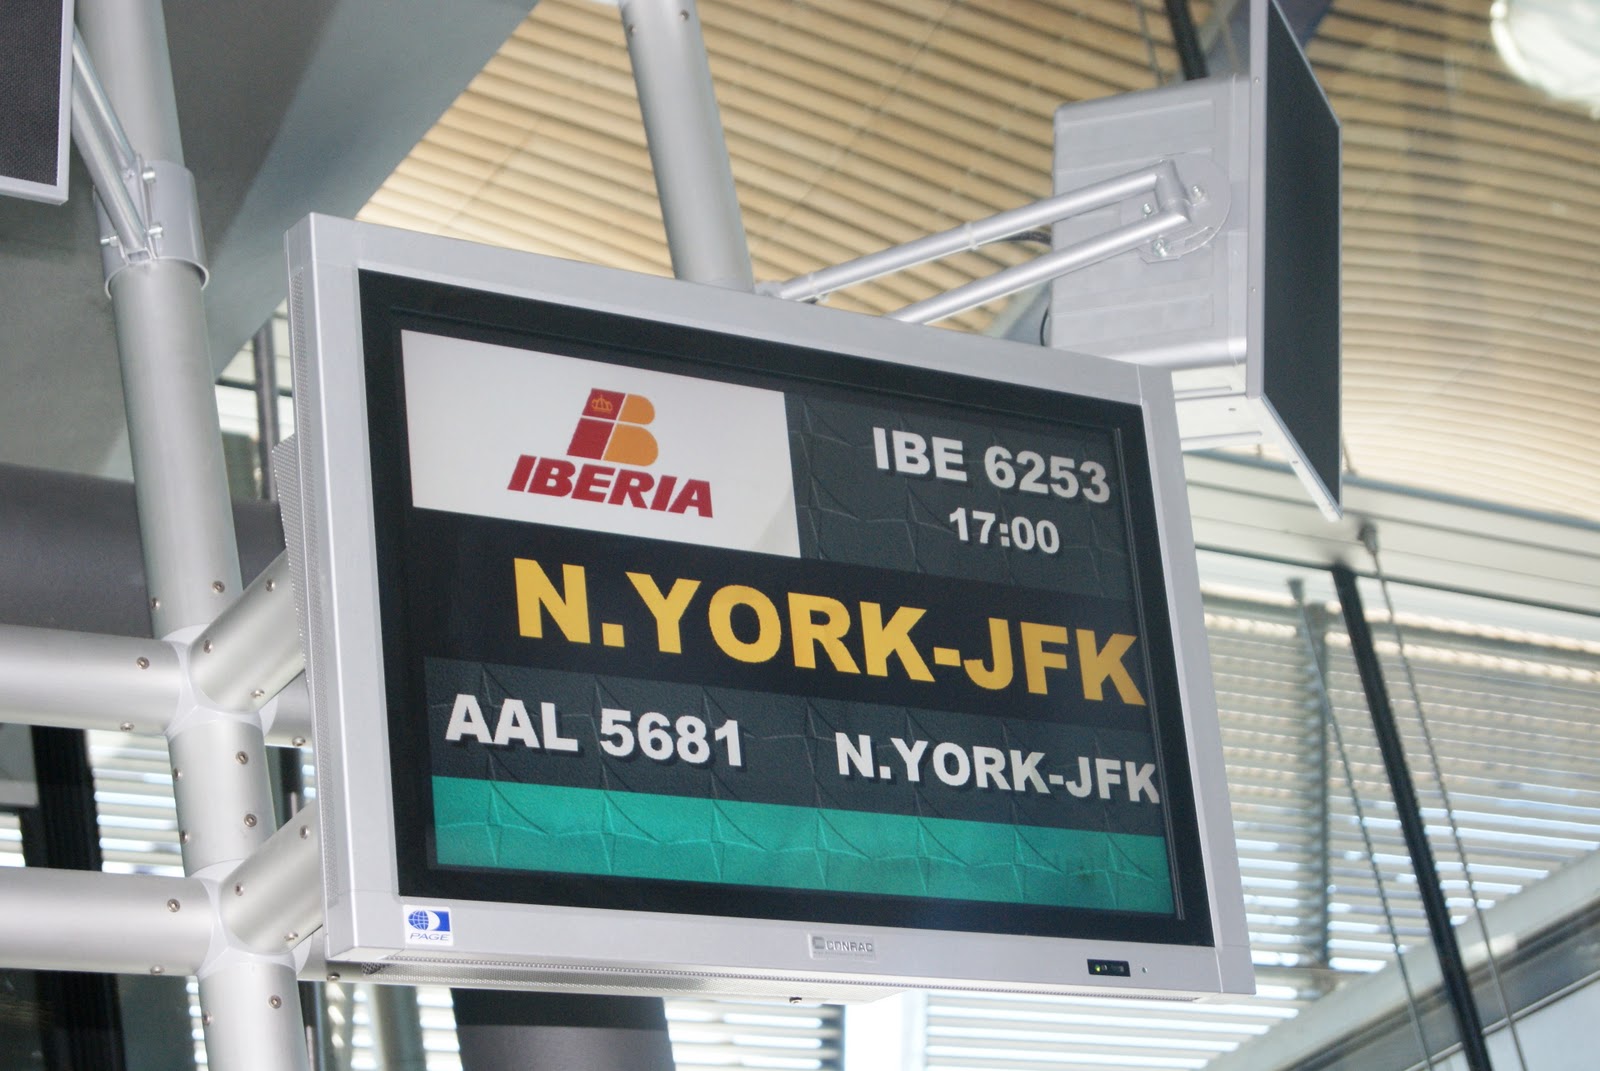 IBERIA
IBE 6253
17:00
N.YORK-JFK
AAL 5681 N.YORK-JFK
PAGE
CONRAC